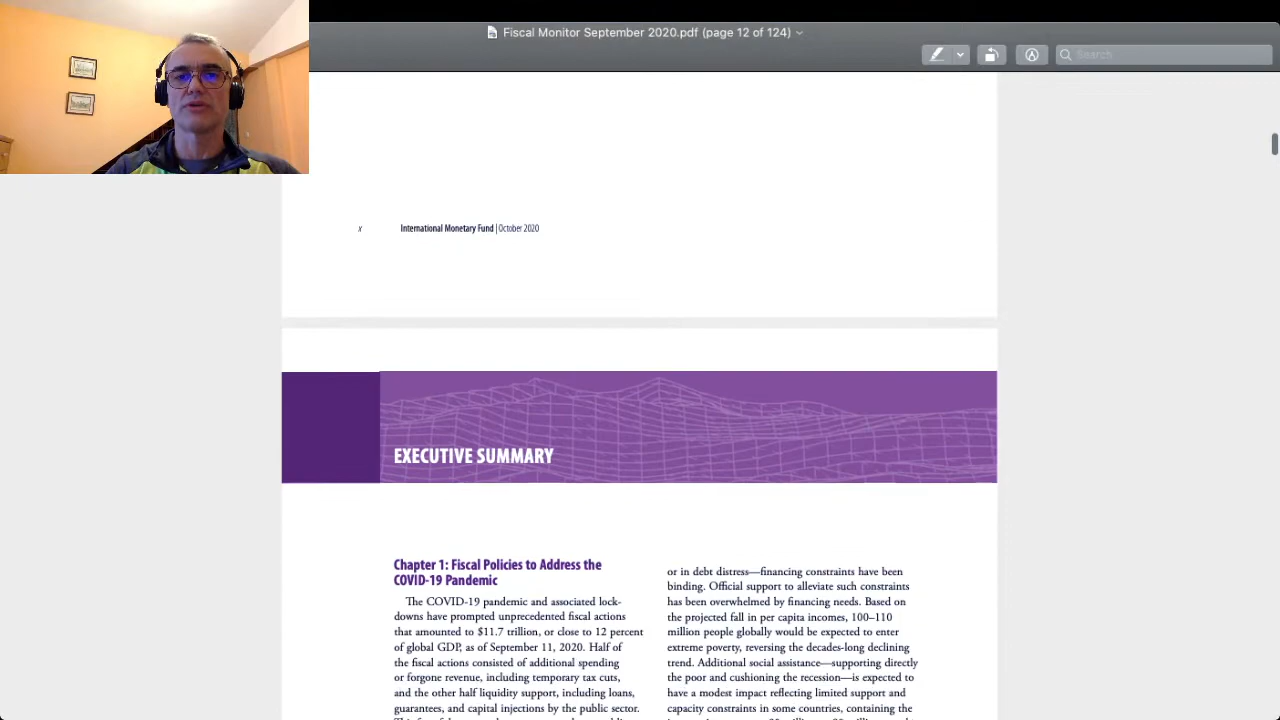 Fiscal Monitor September 2020.pdf (page 12 of 124)
Search
x International Monetary Fund | October 2020
EXECUTIVE SUMMARY
Chapter 1: Fiscal Policies to Address the
COVID-19 Pandemic
The COVID-19 pandemic and associated lock-
downs have prompted unprecedented fiscal actions
that amounted to $11.7 trillion, or close to 12 percent
of global GDP, as of September 11, 2020. Half of
the fiscal actions consisted of additional spending
or forgone revenue, including temporary tax cuts,
and the other half liquidity support, including loans,
guarantees, and capital injections by the public sector.
or in debt distress—financing constraints have been
binding. Official support to alleviate such constraints
has been overwhelmed by financing needs. Based on
the projected fall in per capita incomes, 100–110
million people globally would be expected to enter
extreme poverty, reversing the decades-long declining
trend. Additional social assistance—supporting directly
the poor and cushioning the recession—is expected to
have a modest impact reflecting limited support and
capacity constraints in some countries, containing the